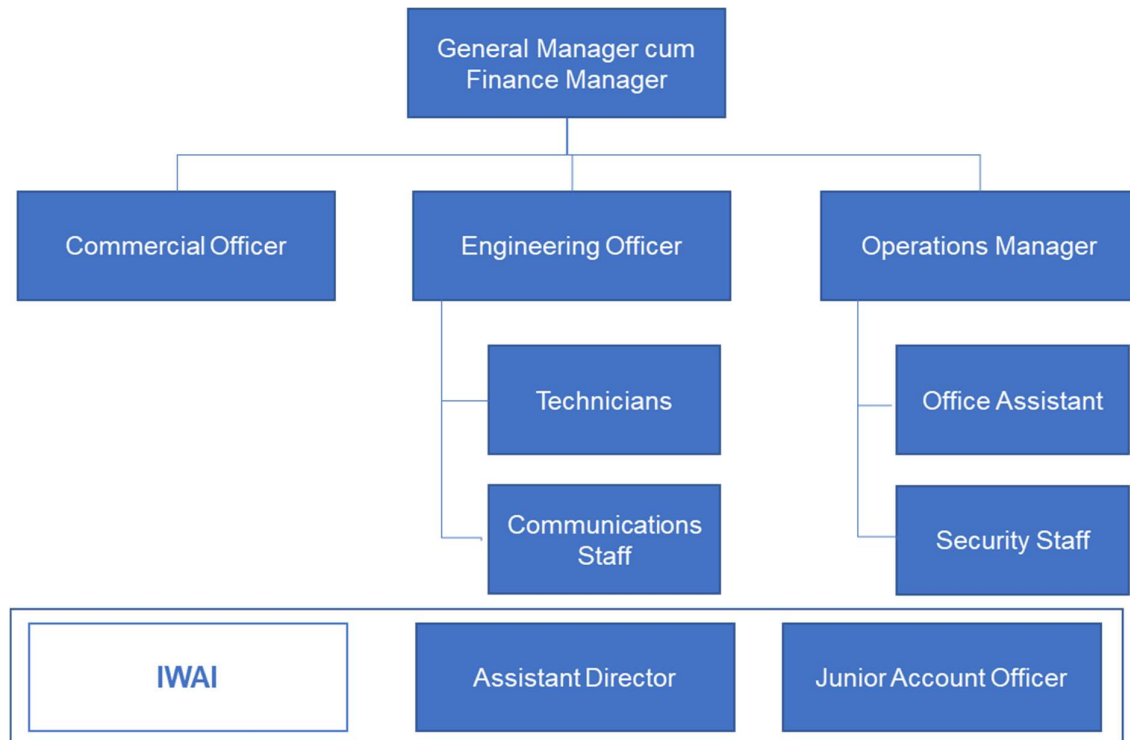 General Manager cum
Finance Manager
Commercial Officer
Engineering Officer
Operations Manager
Technicians
Office Assistant
Communications
Staff
Security Staff
IWAI
Assistant Director
Junior Account Officer